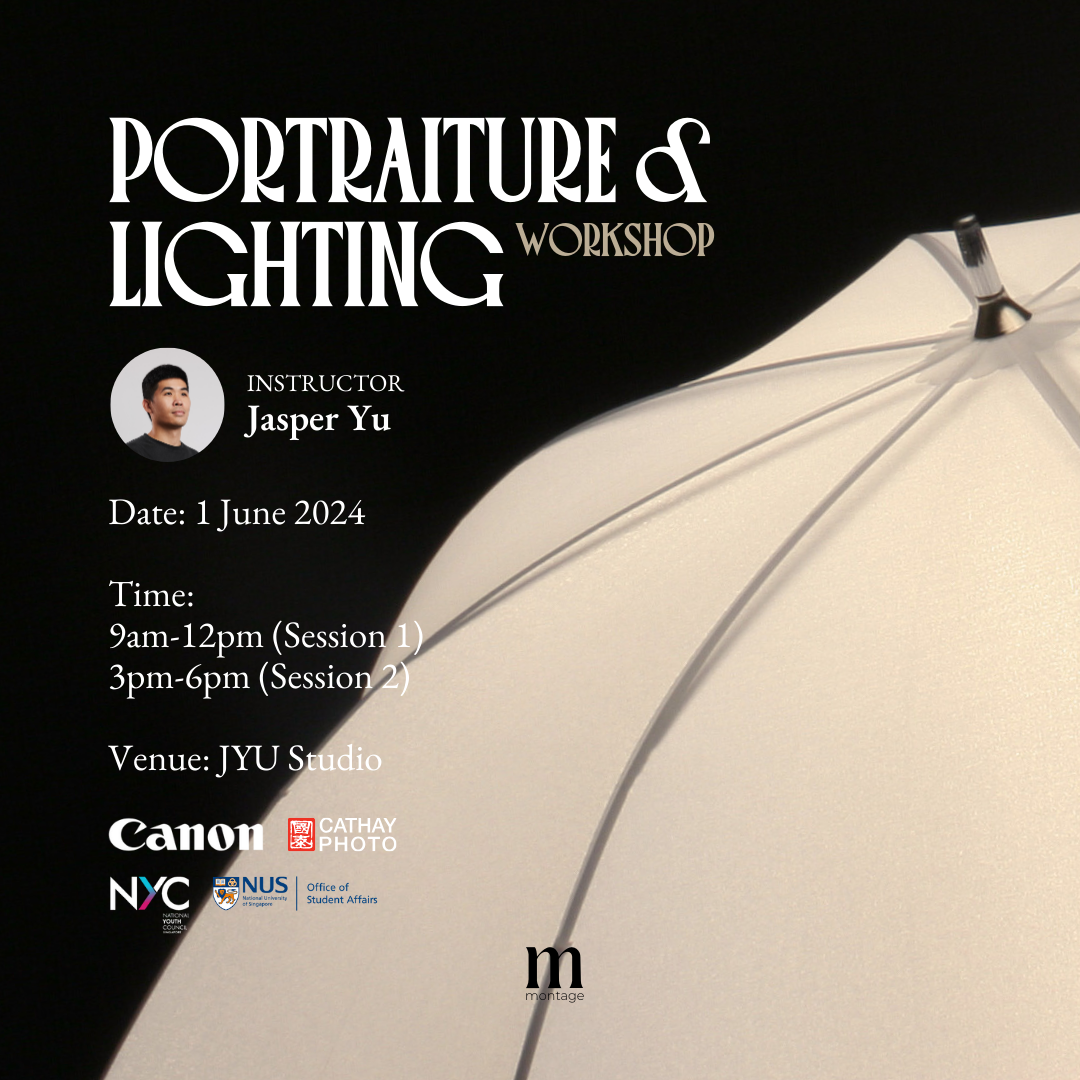 PORTRAITURE &
LIGHTING WORKSHOP
INSTRUCTOR
Jasper Yu
Date: 1 June 2024
Time:
9am-12pm (Session 1)
3pm-6pm (Session 2)
Venue: JYU Studio
Canon
國泰 CATHAY
PHOTO
NYC
NATIONAL
YOUTH
COUNCIL
SINGAPORE
NUS
National University
of Singapore
Office of
Student Affairs
m
montage